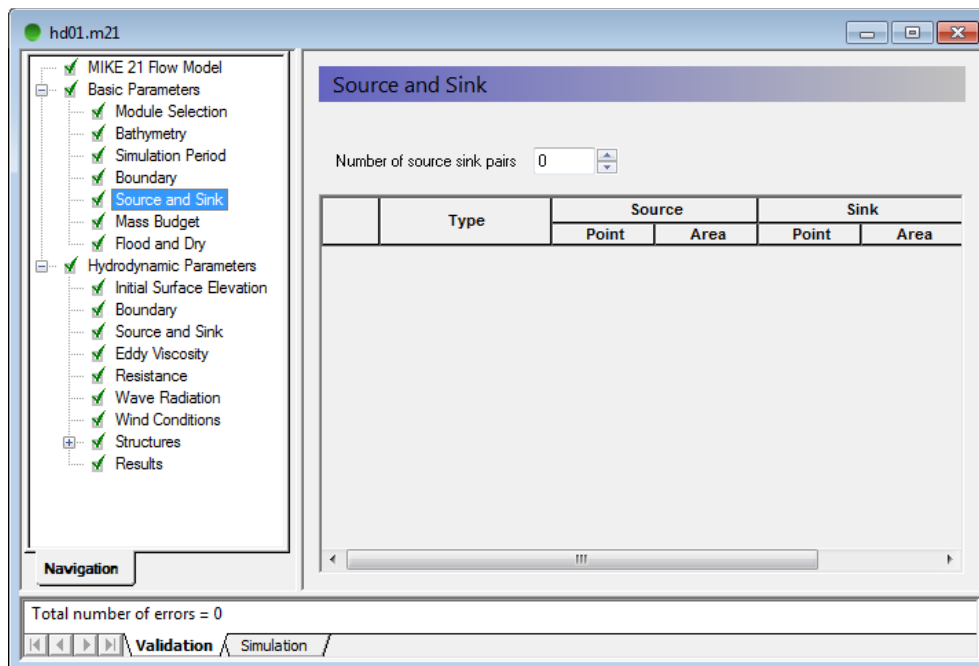 hd01.m21
MIKE 21 Flow Model
Basic Parameters
Module Selection
Bathymetry
Simulation Period
Boundary
Source and Sink
Mass Budget
Flood and Dry
Hydrodynamic Parameters
Initial Surface Elevation
Boundary
Source and Sink
Eddy Viscosity
Resistance
Wave Radiation
Wind Conditions
Structures
Results
Navigation
Source and Sink
Number of source sink pairs 0
Type Source Sink
Point Area Point Area
Total number of errors = 0
Validation Simulation